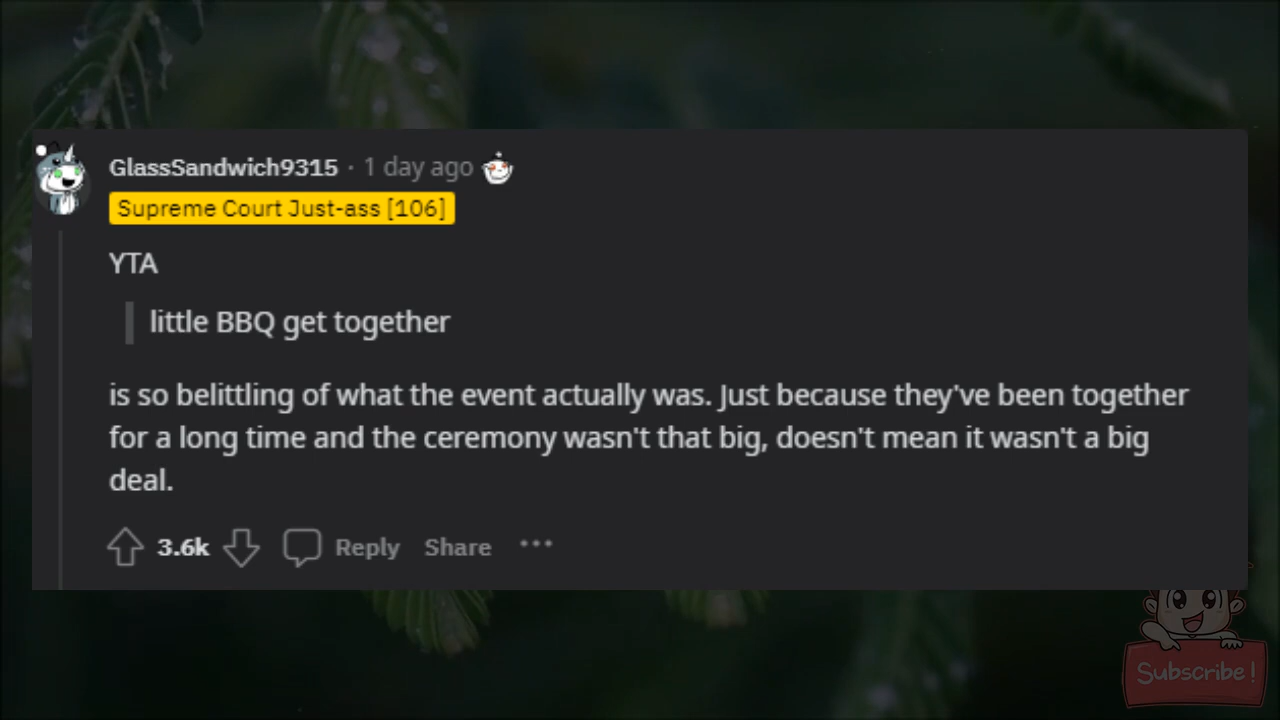 GlassSandwich9315 · 1 day ago
Supreme Court Just-ass [106]
YTA
little BBQ get together
is so belittling of what the event actually was. Just because they've been together
for a long time and the ceremony wasn't that big, doesn't mean it wasn't a big
deal.
3.6k Reply Share ···
Subscribe!